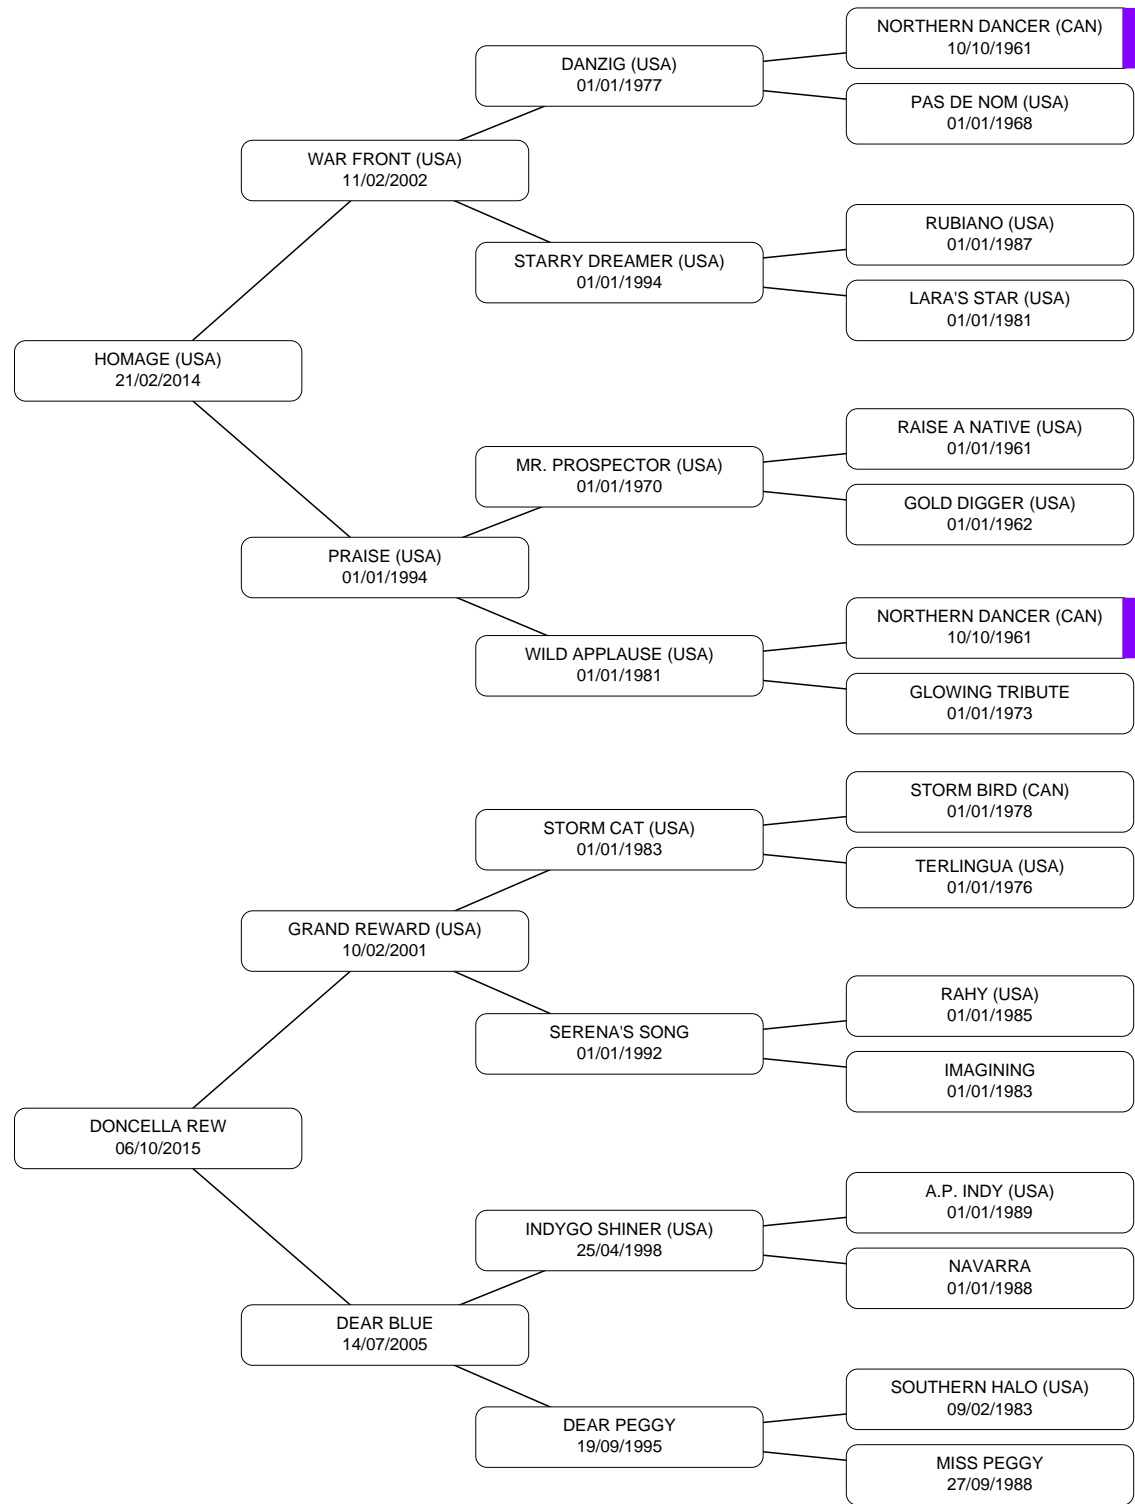 NORTHERN DANCER (CAN)
10/10/1961
DANZIG (USA)
01/01/1977
PAS DE NOM (USA)
01/01/1968
WAR FRONT (USA)
11/02/2002
RUBIANO (USA)
01/01/1987
STARRY DREAMER (USA)
01/01/1994
LARA'S STAR (USA)
01/01/1981
HOMAGE (USA)
21/02/2014
RAISE A NATIVE (USA)
01/01/1961
MR. PROSPECTOR (USA)
01/01/1970
GOLD DIGGER (USA)
01/01/1962
PRAISE (USA)
01/01/1994
NORTHERN DANCER (CAN)
10/10/1961
WILD APPLAUSE (USA)
01/01/1981
GLOWING TRIBUTE
01/01/1973
STORM BIRD (CAN)
01/01/1978
STORM CAT (USA)
01/01/1983
TERLINGUA (USA)
01/01/1976
GRAND REWARD (USA)
10/02/2001
RAHY (USA)
01/01/1985
SERENA'S SONG
01/01/1992
IMAGINING
01/01/1983
DONCELLA REW
06/10/2015
A.P. INDY (USA)
01/01/1989
INDYGO SHINER (USA)
25/04/1998
NAVARRA
01/01/1988
DEAR BLUE
14/07/2005
SOUTHERN HALO (USA)
09/02/1983
DEAR PEGGY
19/09/1995
MISS PEGGY
27/09/1988